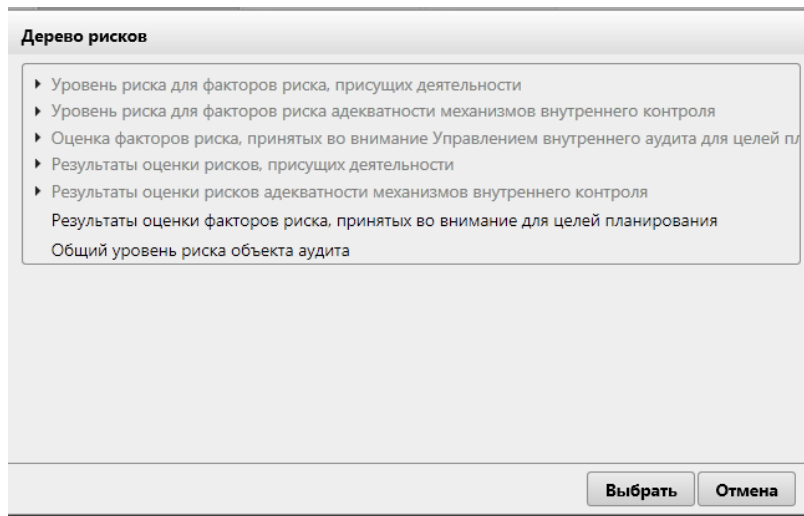 Дерево рисков
Уровень риска для факторов риска, присущих деятельности
Уровень риска для факторов риска адекватности механизмов внутреннего контроля
Оценка факторов риска, принятых во внимание Управлением внутреннего аудита для целей
Результаты оценки рисков, присущих деятельности
Результаты оценки рисков адекватности механизмов внутреннего контроля
Результаты оценки факторов риска, принятых во внимание для целей планирования
Общий уровень риска объекта аудита
Выбрать Отмена